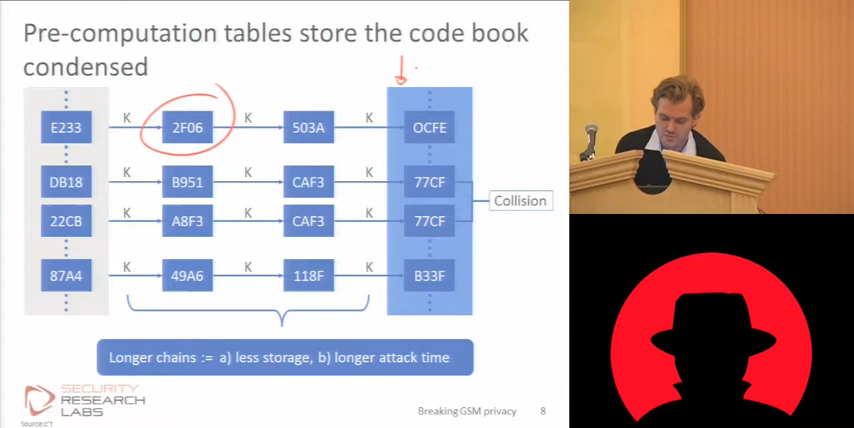 Pre-computation tables store the code book
condensed
E233 K 2F06 K 503A K OCFE
DB18 K B951 K CAF3 K 77CF
Collision
22CB K A8F3 K CAF3 K 77CF
87A4 K 49A6 K 118F K B33F
Longer chains := a) less storage, b) longer attack time
SECURITY
RESEARCH
LABS
Source:c't
Breaking GSM privacy 8